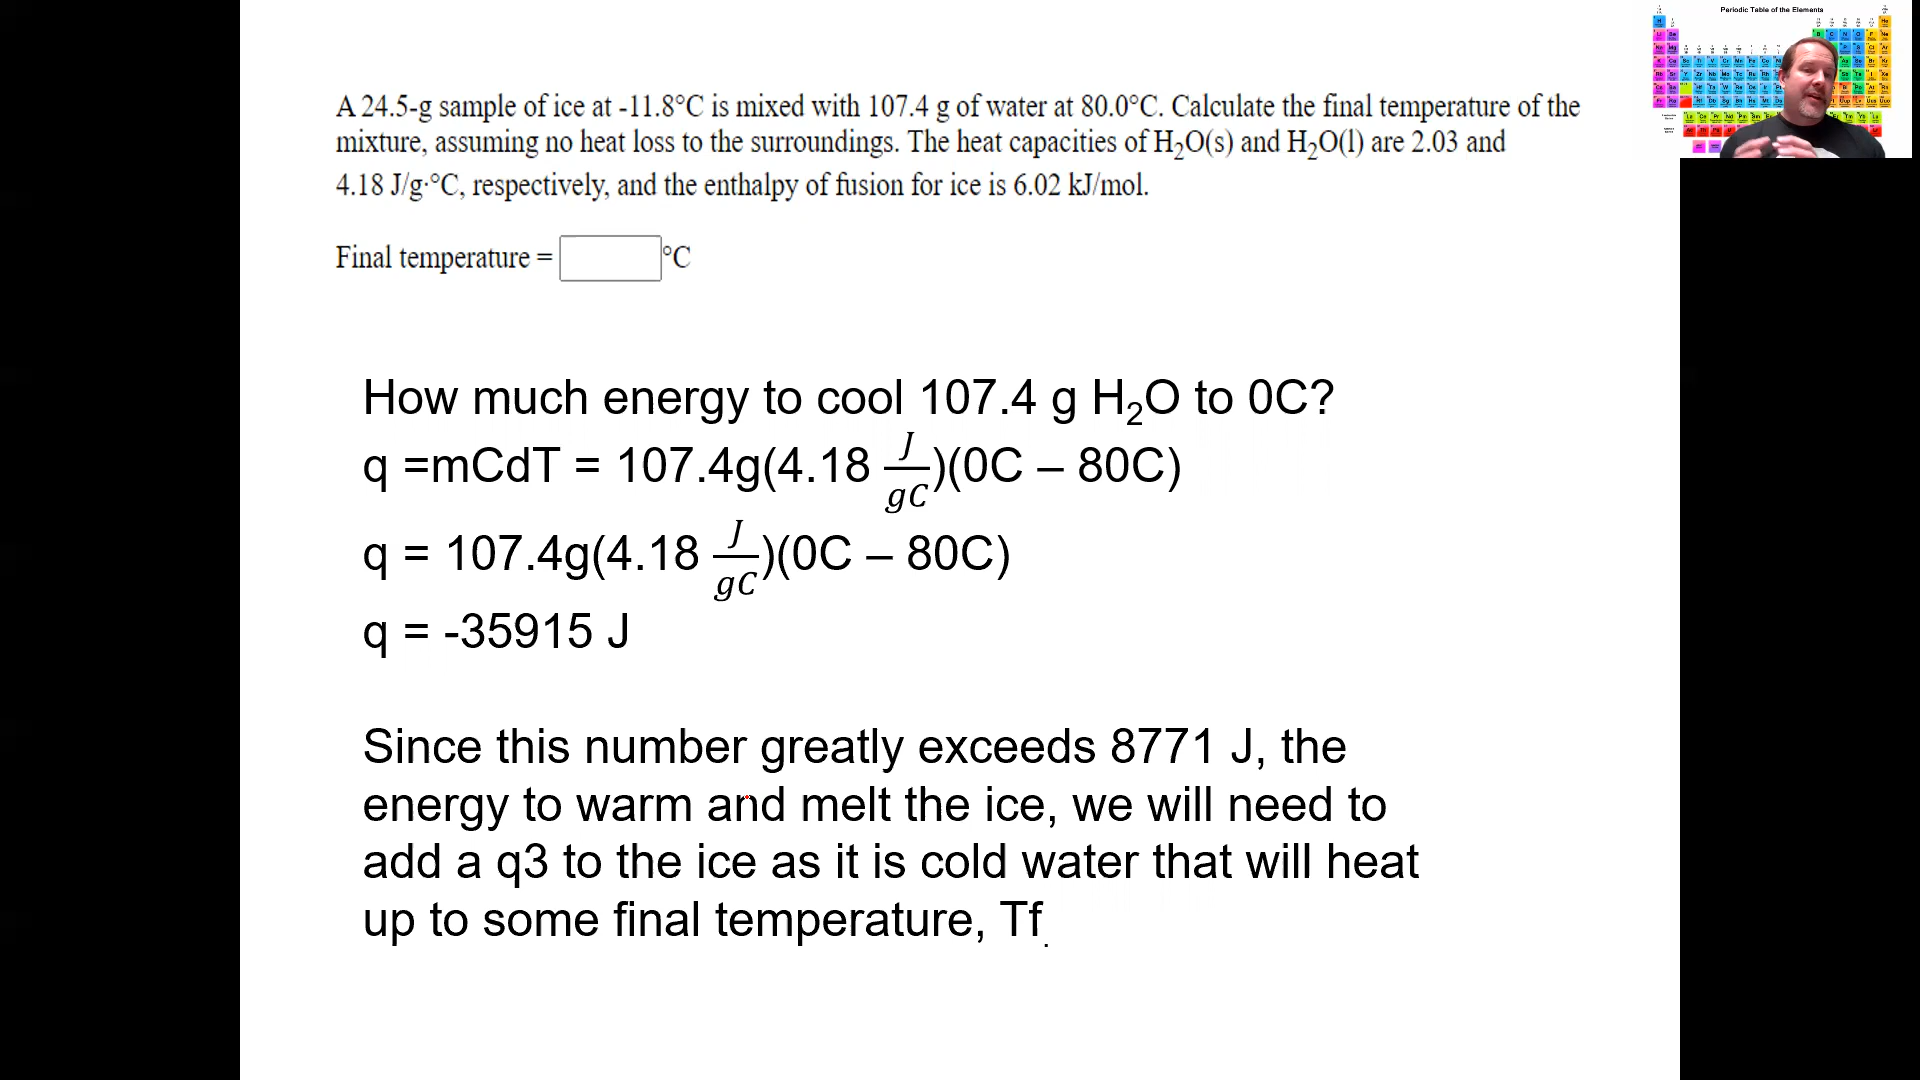 Periodic Table of the Elements
A 24.5-g sample of ice at -11.8°C is mixed with 107.4 g of water at 80.0°C. Calculate the final temperature of the
mixture, assuming no heat loss to the surroundings. The heat capacities of H₂O(s) and H₂O(l) are 2.03 and
4.18 J/g·°C, respectively, and the enthalpy of fusion for ice is 6.02 kJ/mol.
Final temperature = °C
How much energy to cool 107.4 g H₂O to 0C?
q =mCdT = 107.4g(4.18 J/gC)(0C – 80C)
q = 107.4g(4.18 J/gC)(0C – 80C)
q = -35915 J
Since this number greatly exceeds 8771 J, the
energy to warm and melt the ice, we will need to
add a q3 to the ice as it is cold water that will heat
up to some final temperature, Tf.